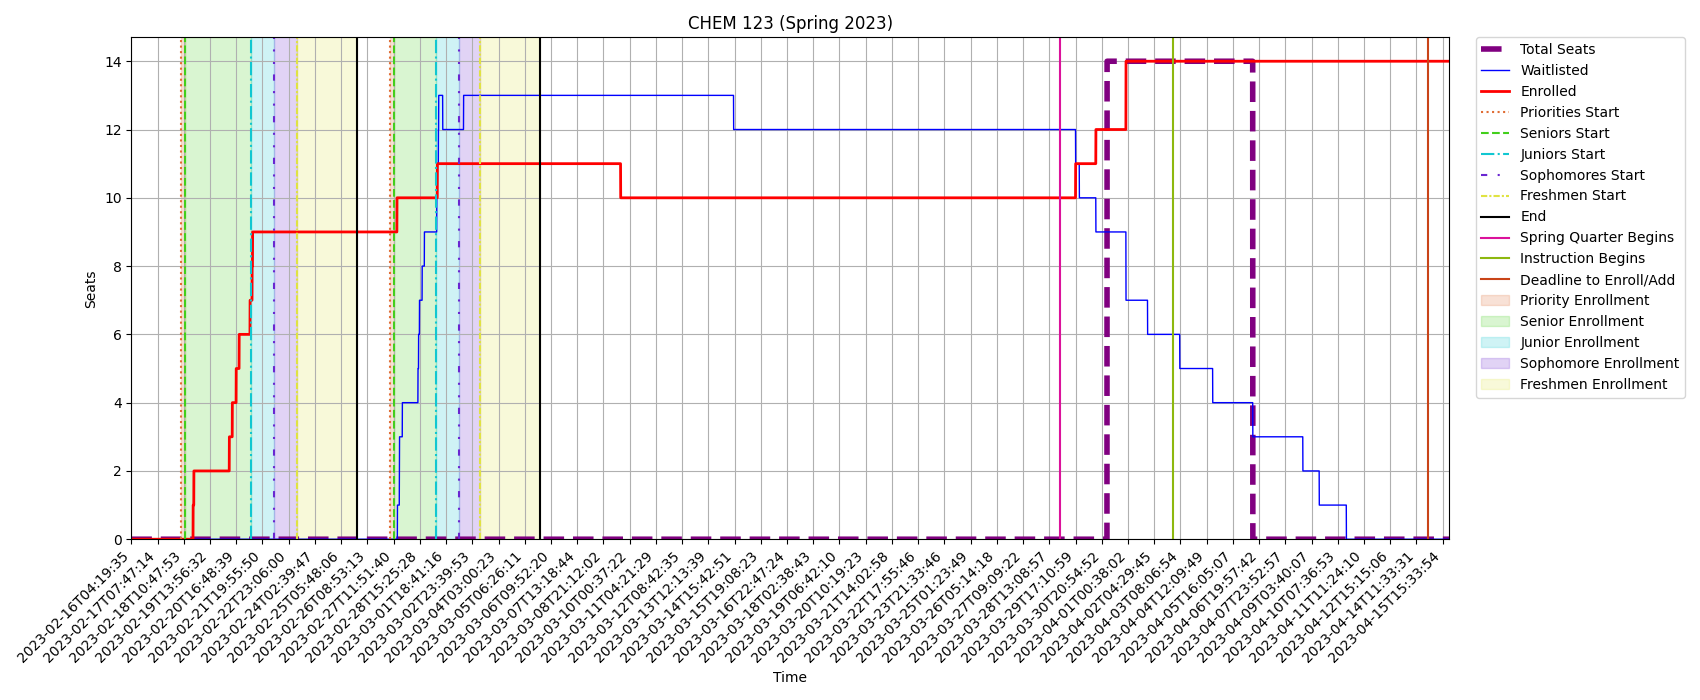 CHEM 123 (Spring 2023)
Seats
14
12
10
8
6
4
2
0
2023-02-16T04:19:35
2023-02-17T07:47:14
2023-02-18T10:47:53
2023-02-19T13:56:32
2023-02-20T16:48:39
2023-02-21T19:55:50
2023-02-22T23:06:00
2023-02-24T02:39:47
2023-02-25T05:48:06
2023-02-26T08:53:13
2023-02-27T11:51:40
2023-02-28T15:25:28
2023-03-01T18:41:16
2023-03-02T23:39:53
2023-03-04T03:00:23
2023-03-05T06:26:11
2023-03-06T09:52:20
2023-03-07T13:18:44
2023-03-08T21:12:02
2023-03-10T00:37:22
2023-03-11T04:21:29
2023-03-12T08:42:35
2023-03-13T12:13:39
2023-03-14T15:42:51
2023-03-15T19:08:23
2023-03-16T22:47:24
2023-03-18T02:38:43
2023-03-19T06:42:10
2023-03-20T10:19:23
2023-03-21T14:02:58
2023-03-22T17:55:46
2023-03-23T21:33:46
2023-03-25T01:23:49
2023-03-26T05:14:18
2023-03-27T09:09:22
2023-03-28T13:08:57
2023-03-29T17:10:59
2023-03-30T20:54:52
2023-04-01T00:38:02
2023-04-02T04:29:45
2023-04-03T08:06:54
2023-04-04T12:09:49
2023-04-05T16:05:07
2023-04-06T19:57:42
2023-04-07T23:52:57
2023-04-09T03:40:07
2023-04-10T07:36:53
2023-04-11T11:24:10
2023-04-12T15:15:06
2023-04-14T11:33:31
2023-04-15T15:33:54
Time
Total Seats
Waitlisted
Enrolled
Priorities Start
Seniors Start
Juniors Start
Sophomores Start
Freshmen Start
End
Spring Quarter Begins
Instruction Begins
Deadline to Enroll/Add
Priority Enrollment
Senior Enrollment
Junior Enrollment
Sophomore Enrollment
Freshmen Enrollment